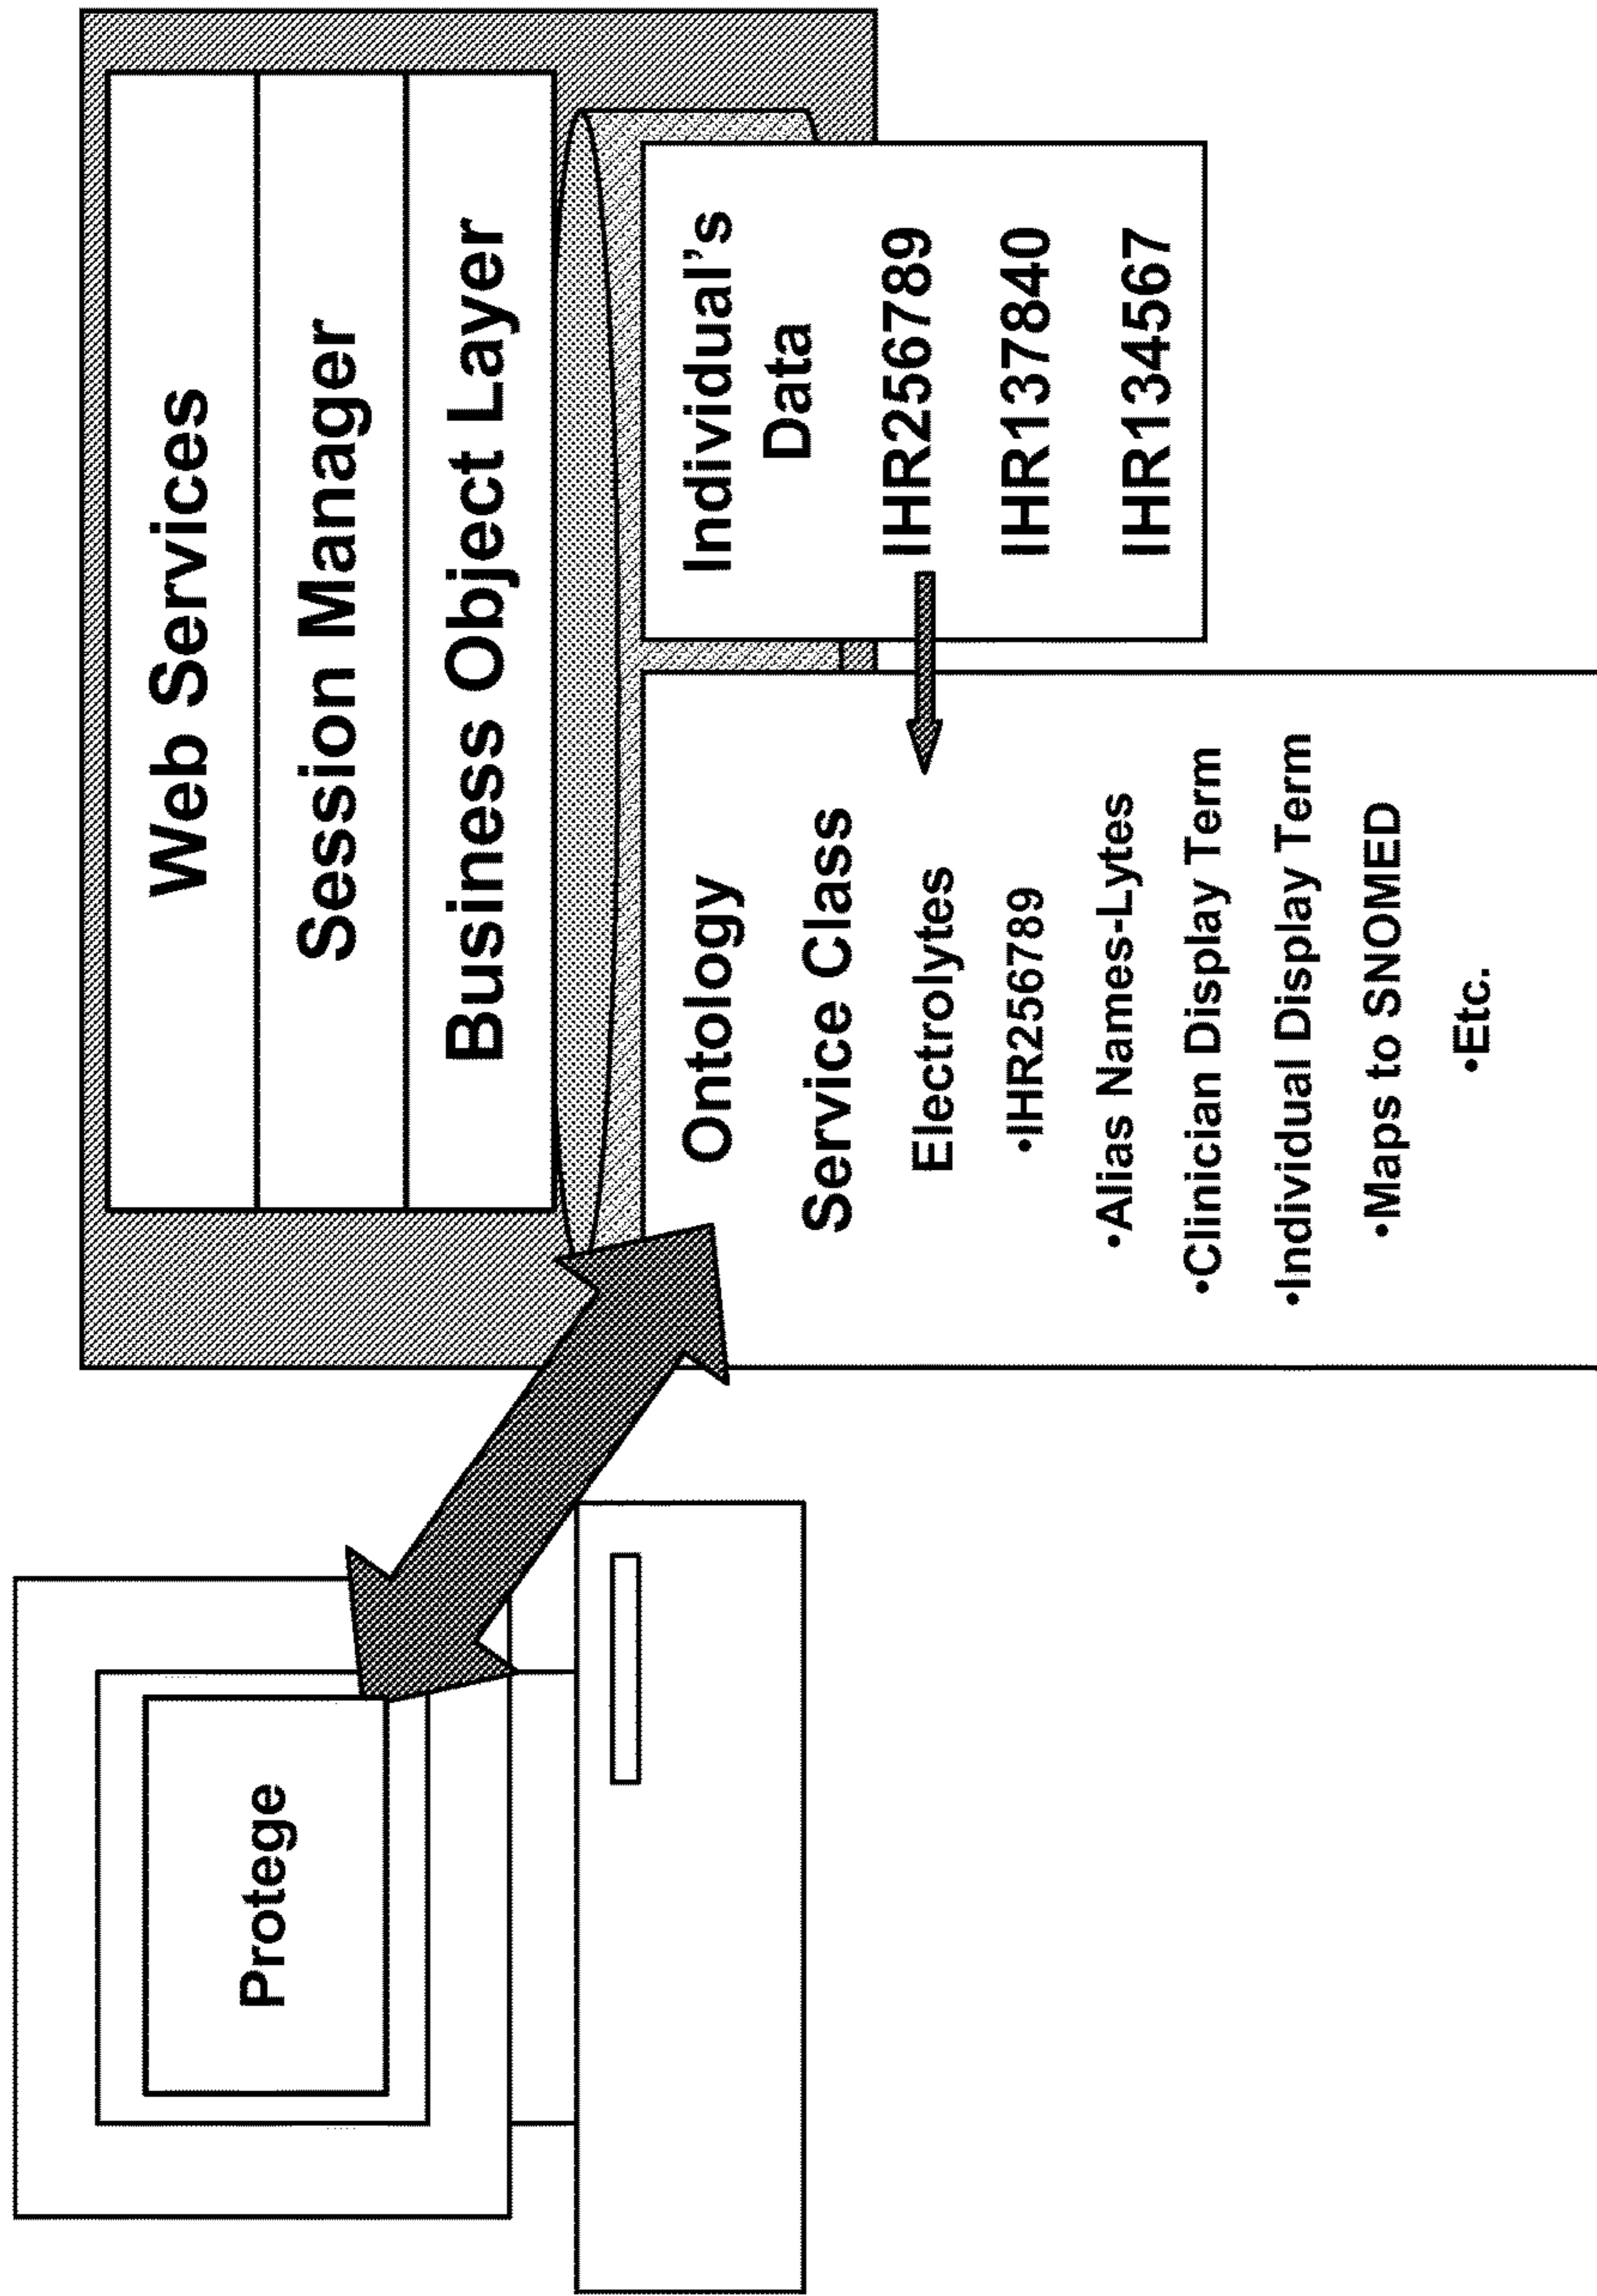 Protege
Web Services
Session Manager
Business Object Layer
Ontology
Service Class
Electrolytes
•IHR256789
•Alias Names-Lytes
•Clinician Display Term
•Individual Display Term
•Maps to SNOMED
•Etc.
Individual's
Data
IHR256789
IHR137840
IHR134567